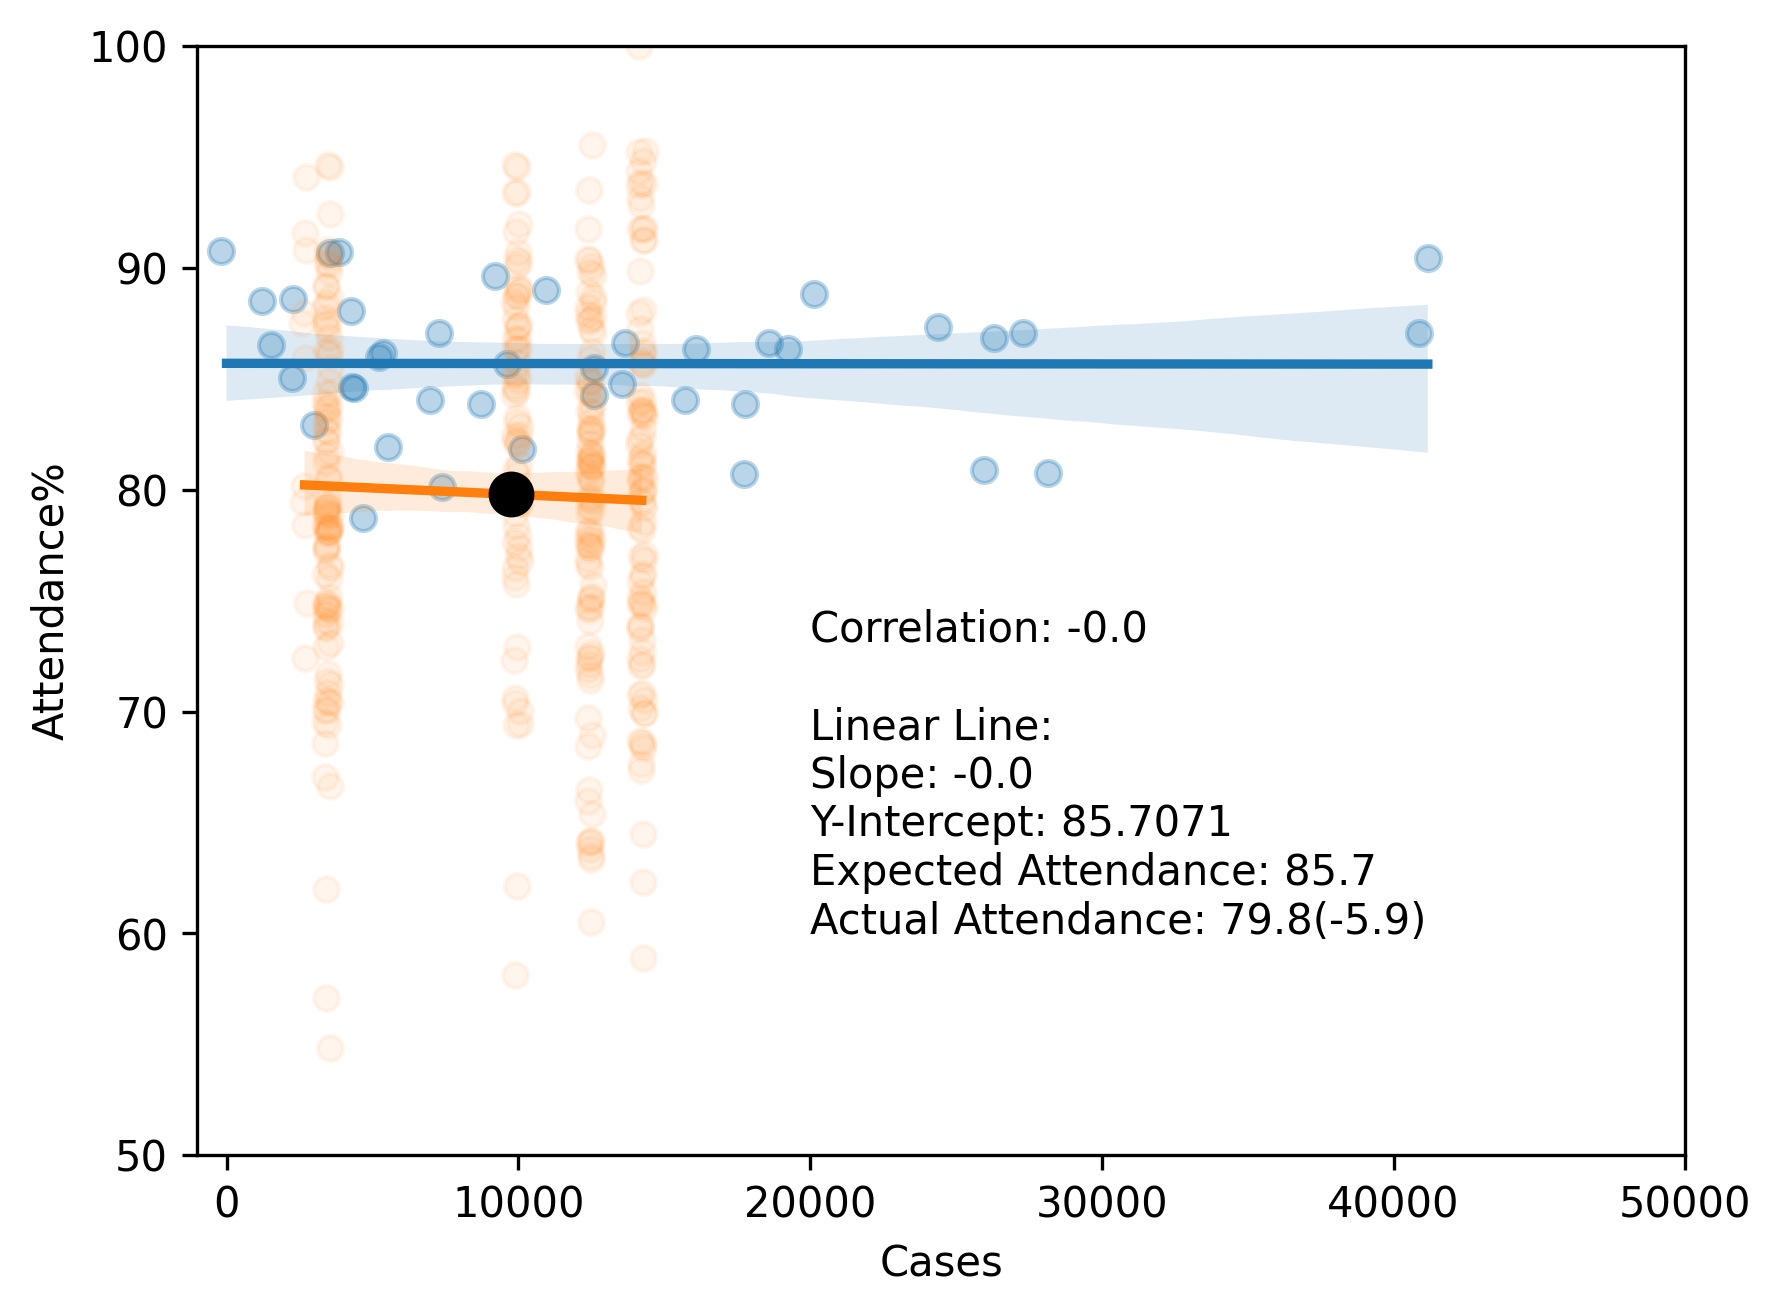 100
90
80
70
60
50
Attendance%
Correlation: -0.0
Linear Line:
Slope: -0.0
Y-Intercept: 85.7071
Expected Attendance: 85.7
Actual Attendance: 79.8(-5.9)
0 10000 20000 30000 40000 50000
Cases